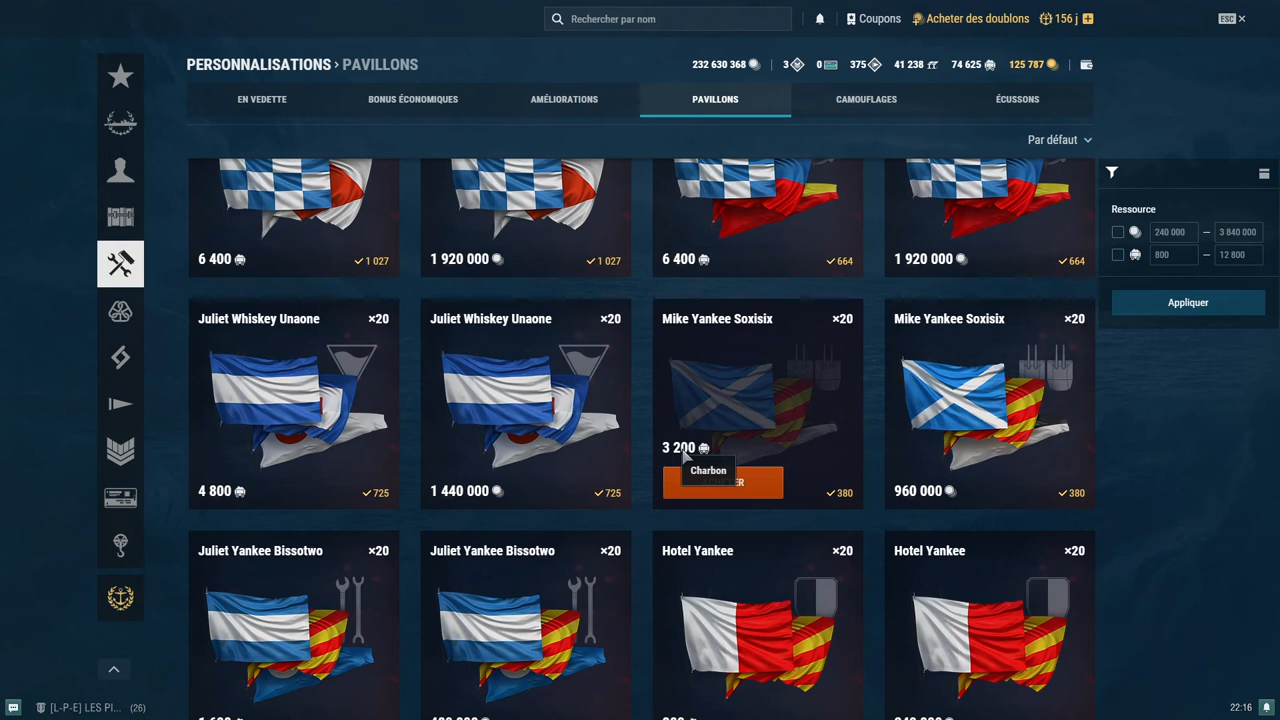 Rechercher par nom
Coupons
Acheter des doublons
156 j
ESC
PERSONNALISATIONS > PAVILLONS
232 630 368
3
0
375
41 238
74 625
125 787
EN VEDETTE
BONUS ÉCONOMIQUES
AMÉLIORATIONS
PAVILLONS
CAMOUFLAGES
ÉCUSSONS
Par défaut
6 400
1 027
1 920 000
1 027
6 400
664
1 920 000
664
Ressource
240 000 — 3 840 000
800 — 12 800
Appliquer
Juliet Whiskey Unaone ×20
4 800
725
Juliet Whiskey Unaone ×20
1 440 000
725
Mike Yankee Soxisix ×20
3 200
Charbon
380
Mike Yankee Soxisix ×20
960 000
380
Juliet Yankee Bissotwo ×20
Juliet Yankee Bissotwo ×20
Hotel Yankee ×20
Hotel Yankee ×20
[L-P-E] LES PI... (26)
22:16